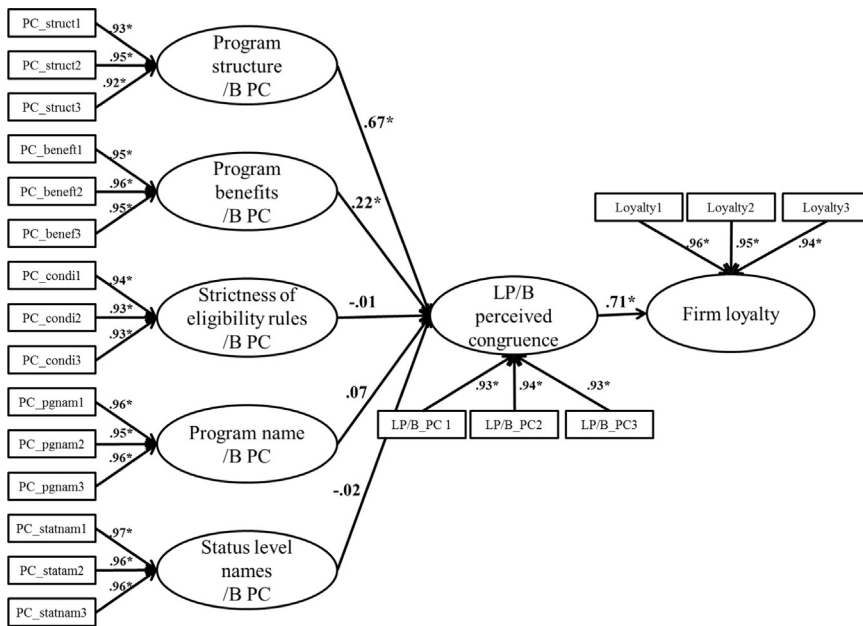 PC_struct1
.93*
PC_struct2
.95*
PC_struct3
.92*
Program
structure
/B PC
.67*
PC_beneft1
.95*
PC_beneft2
.96*
PC_benef3
.95*
Program
benefits
/B PC
.22*
PC_condi1
.94*
PC_condi2
.93*
PC_condi3
.93*
Strictness of
eligibility rules
/B PC
-.01
PC_pgnam1
.96*
PC_pgnam2
.95*
PC_pgnam3
.96*
Program name
/B PC
.07
PC_statnam1
.97*
PC_statam2
.96*
PC_statnam3
.96*
Status level
names
/B PC
-.02
LP/B
perceived
congruence
.93*
.94*
.93*
LP/B_PC 1
LP/B_PC2
LP/B_PC3
.71*
Loyalty1
Loyalty2
Loyalty3
.96*
.95*
.94*
Firm loyalty